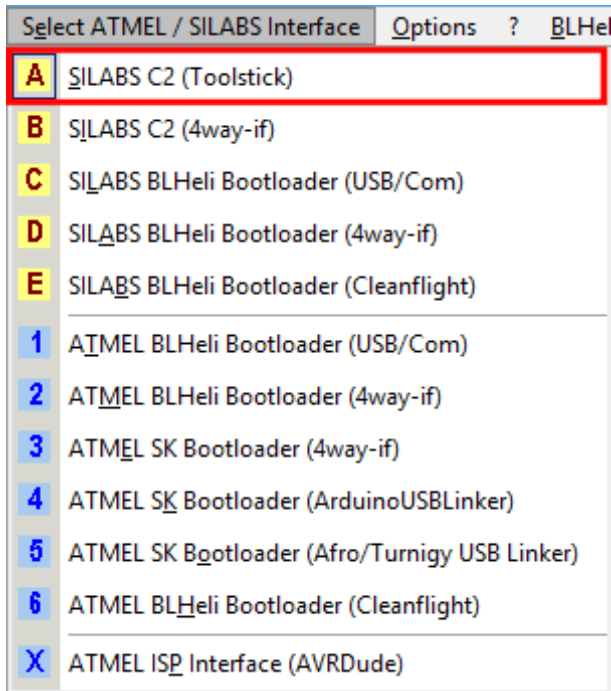 Select ATMEL / SILABS Interface Options ? BLHel
A SILABS C2 (Toolstick)
B SILABS C2 (4way-if)
C SILABS BLHeli Bootloader (USB/Com)
D SILABS BLHeli Bootloader (4way-if)
E SILABS BLHeli Bootloader (Cleanflight)
1 ATMEL BLHeli Bootloader (USB/Com)
2 ATMEL BLHeli Bootloader (4way-if)
3 ATMEL SK Bootloader (4way-if)
4 ATMEL SK Bootloader (ArduinoUSBLinker)
5 ATMEL SK Bootloader (Afro/Turnigy USB Linker)
6 ATMEL BLHeli Bootloader (Cleanflight)
X ATMEL ISP Interface (AVRDude)